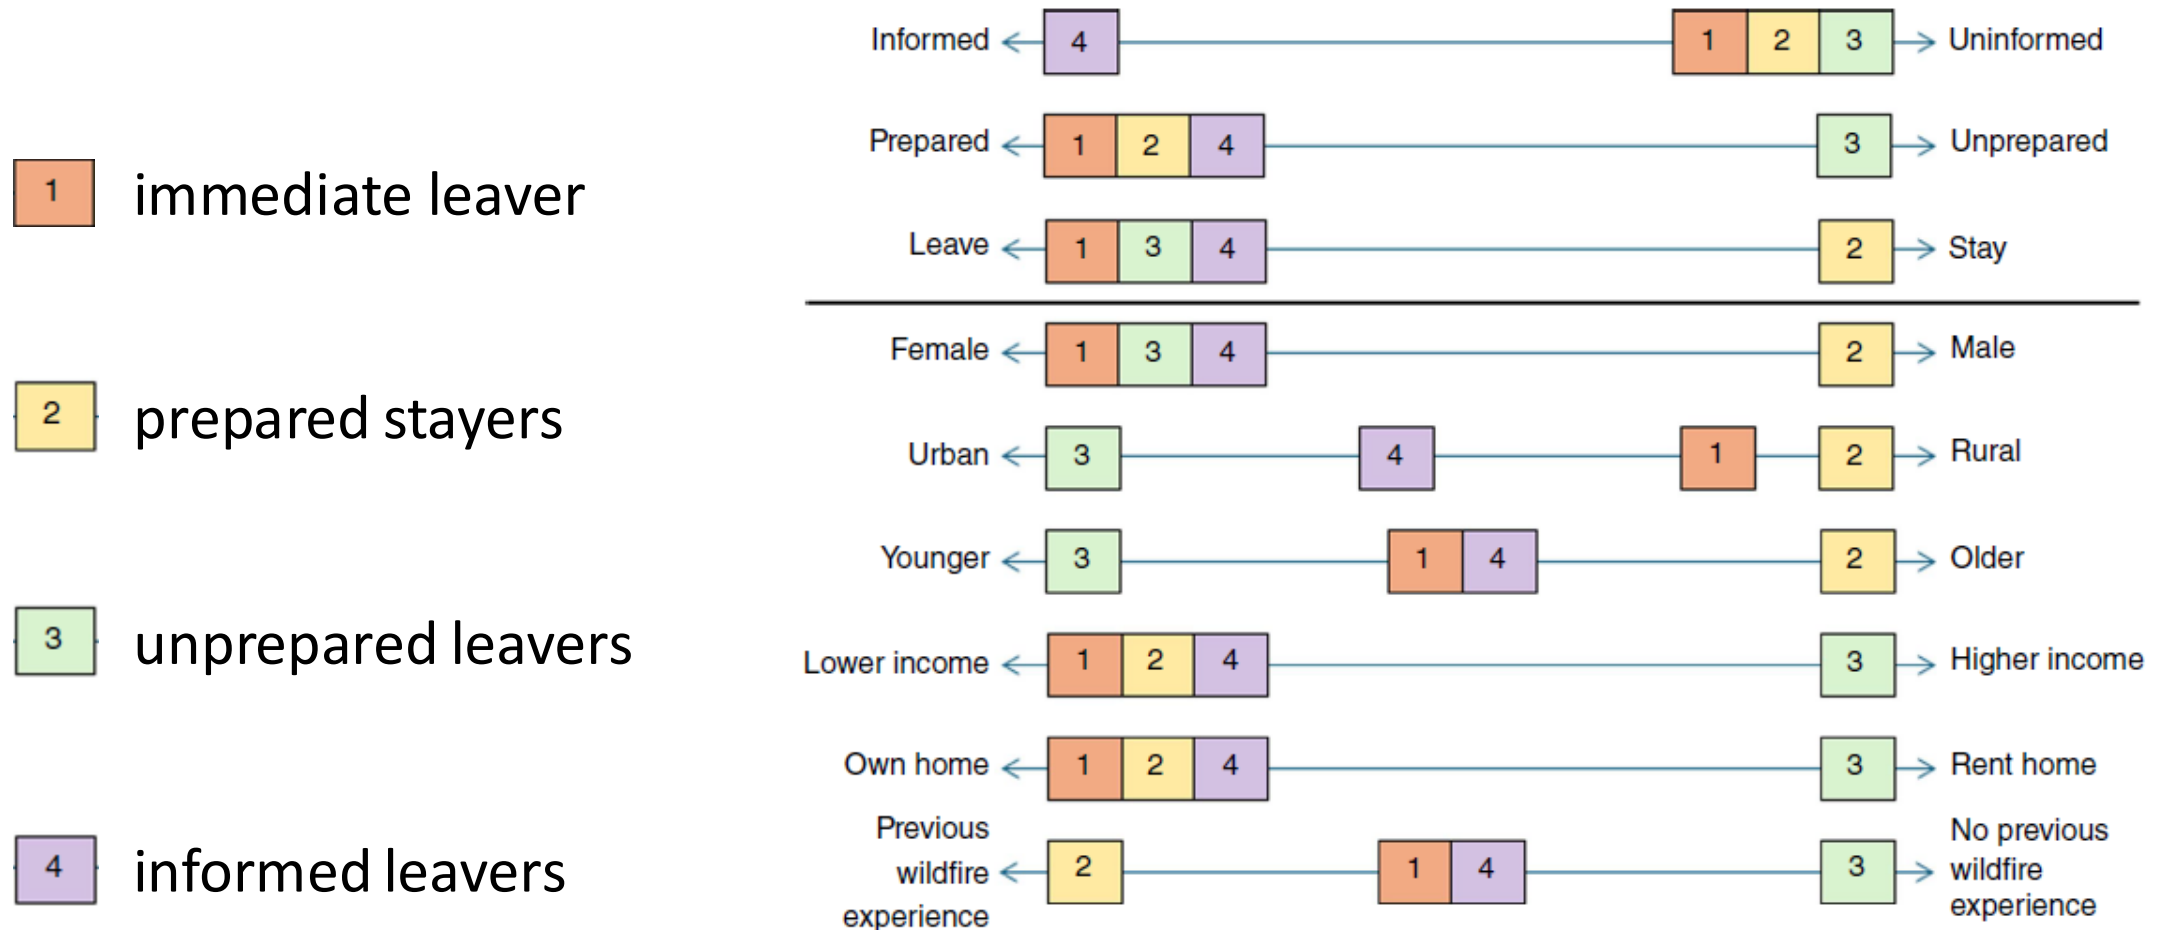 1 immediate leaver
2 prepared stayers
3 unprepared leavers
4 informed leavers
Informed 4 1 2 3 Uninformed
Prepared 1 2 4 3 Unprepared
Leave 1 3 4 2 Stay
Female 1 3 4 2 Male
Urban 3 4 1 2 Rural
Younger 3 1 4 2 Older
Lower income 1 2 4 3 Higher income
Own home 1 2 4 3 Rent home
Previous
wildfire
experience
2 1 4 3
No previous
wildfire
experience